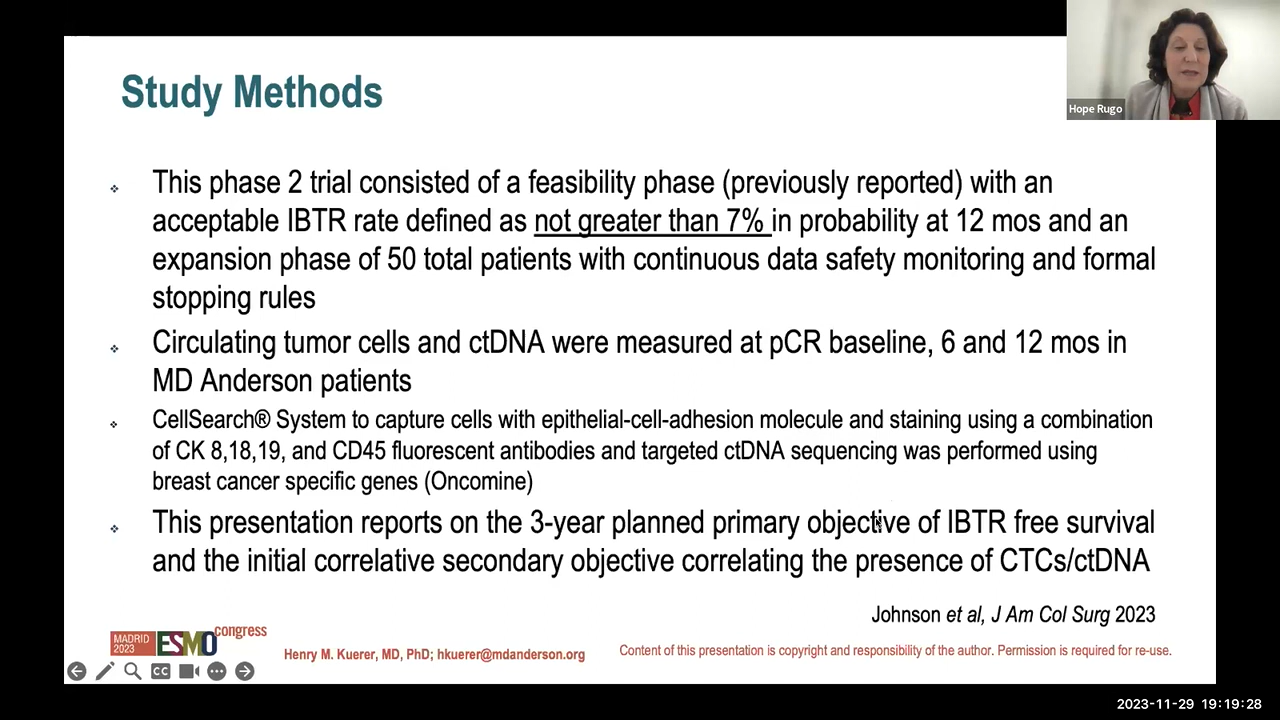 Hope Rugo
Study Methods
This phase 2 trial consisted of a feasibility phase (previously reported) with an
acceptable IBTR rate defined as not greater than 7% in probability at 12 mos and an
expansion phase of 50 total patients with continuous data safety monitoring and formal
stopping rules
Circulating tumor cells and ctDNA were measured at pCR baseline, 6 and 12 mos in
MD Anderson patients
CellSearch® System to capture cells with epithelial-cell-adhesion molecule and staining using a combination
of CK 8,18,19, and CD45 fluorescent antibodies and targeted ctDNA sequencing was performed using
breast cancer specific genes (Oncomine)
This presentation reports on the 3-year planned primary objective of IBTR free survival
and the initial correlative secondary objective correlating the presence of CTCs/ctDNA
Johnson et al, J Am Col Surg 2023
MADRID
2023
ESMO congress
Henry M. Kuerer, MD, PhD; hkuerer@mdanderson.org
Content of this presentation is copyright and responsibility of the author. Permission is required for re-use.
CC
2023-11-29 19:19:28